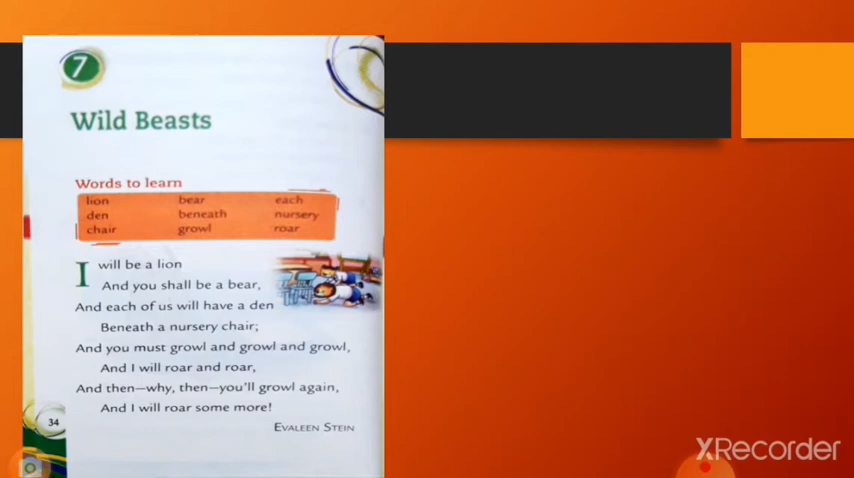 7
Wild Beasts
Words to learn
lion bear each
den beneath nursery
chair growl roar
I will be a lion
And you shall be a bear,
And each of us will have a den
Beneath a nursery chair;
And you must growl and growl and growl,
And I will roar and roar,
And then—why, then—you'll growl again,
And I will roar some more!
EVALEEN STEIN
34
XRecorder